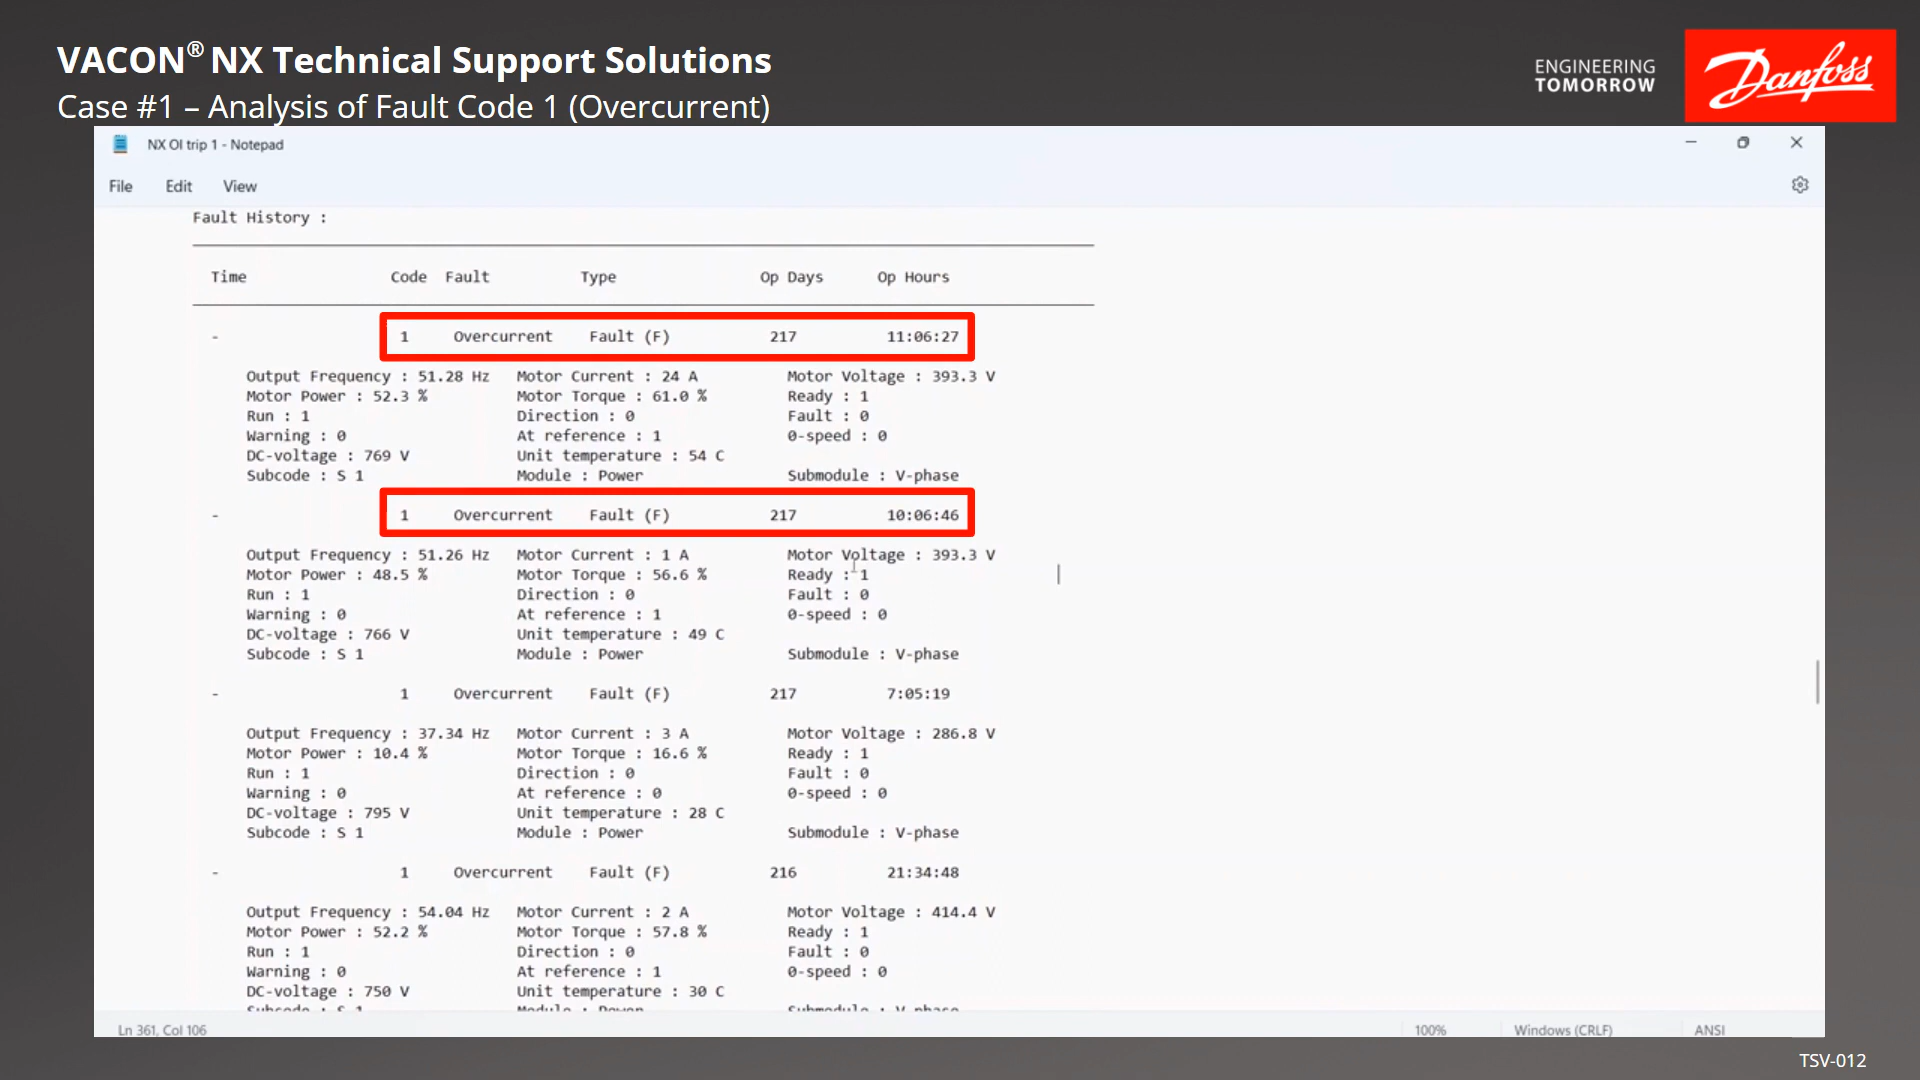 VACON® NX Technical Support Solutions
Case #1 – Analysis of Fault Code 1 (Overcurrent)
ENGINEERING
TOMORROW
Danfoss
NX OI trip 1 - Notepad
File Edit View
Fault History :
Time Code Fault Type Op Days Op Hours
- 1 Overcurrent Fault (F) 217 11:06:27
Output Frequency : 51.28 Hz Motor Current : 24 A Motor Voltage : 393.3 V
Motor Power : 52.3 % Motor Torque : 61.0 % Ready : 1
Run : 1 Direction : 0 Fault : 0
Warning : 0 At reference : 1 0-speed : 0
DC-voltage : 769 V Unit temperature : 54 C
Subcode : S 1 Module : Power Submodule : V-phase
- 1 Overcurrent Fault (F) 217 10:06:46
Output Frequency : 51.26 Hz Motor Current : 1 A Motor Voltage : 393.3 V
Motor Power : 48.5 % Motor Torque : 56.6 % Ready : 1
Run : 1 Direction : 0 Fault : 0
Warning : 0 At reference : 1 0-speed : 0
DC-voltage : 766 V Unit temperature : 49 C
Subcode : S 1 Module : Power Submodule : V-phase
- 1 Overcurrent Fault (F) 217 7:05:19
Output Frequency : 37.34 Hz Motor Current : 3 A Motor Voltage : 286.8 V
Motor Power : 10.4 % Motor Torque : 16.6 % Ready : 1
Run : 1 Direction : 0 Fault : 0
Warning : 0 At reference : 0 0-speed : 0
DC-voltage : 795 V Unit temperature : 28 C
Subcode : S 1 Module : Power Submodule : V-phase
- 1 Overcurrent Fault (F) 216 21:34:48
Output Frequency : 54.04 Hz Motor Current : 2 A Motor Voltage : 414.4 V
Motor Power : 52.2 % Motor Torque : 57.8 % Ready : 1
Run : 1 Direction : 0 Fault : 0
Warning : 0 At reference : 1 0-speed : 0
DC-voltage : 750 V Unit temperature : 30 C
Subcode : S 1 Module : Power Submodule : V-phase
Ln 361, Col 106 100% Windows (CRLF) ANSI
TSV-012